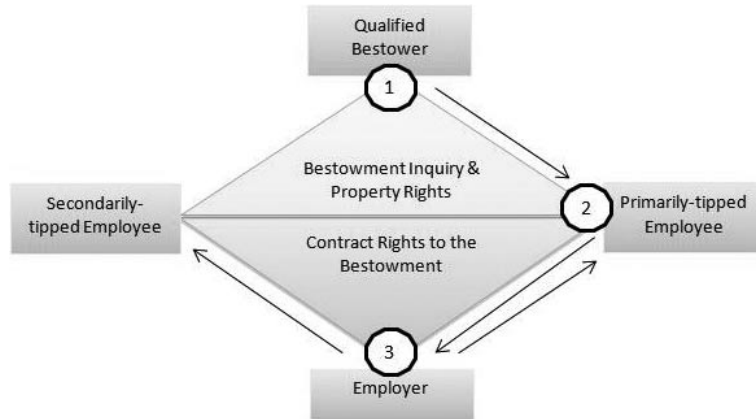 Qualified
Bestower
1
Bestowment Inquiry &
Property Rights
Secondarily-
tipped Employee
2
Primarily-tipped
Employee
Contract Rights to the
Bestowment
3
Employer